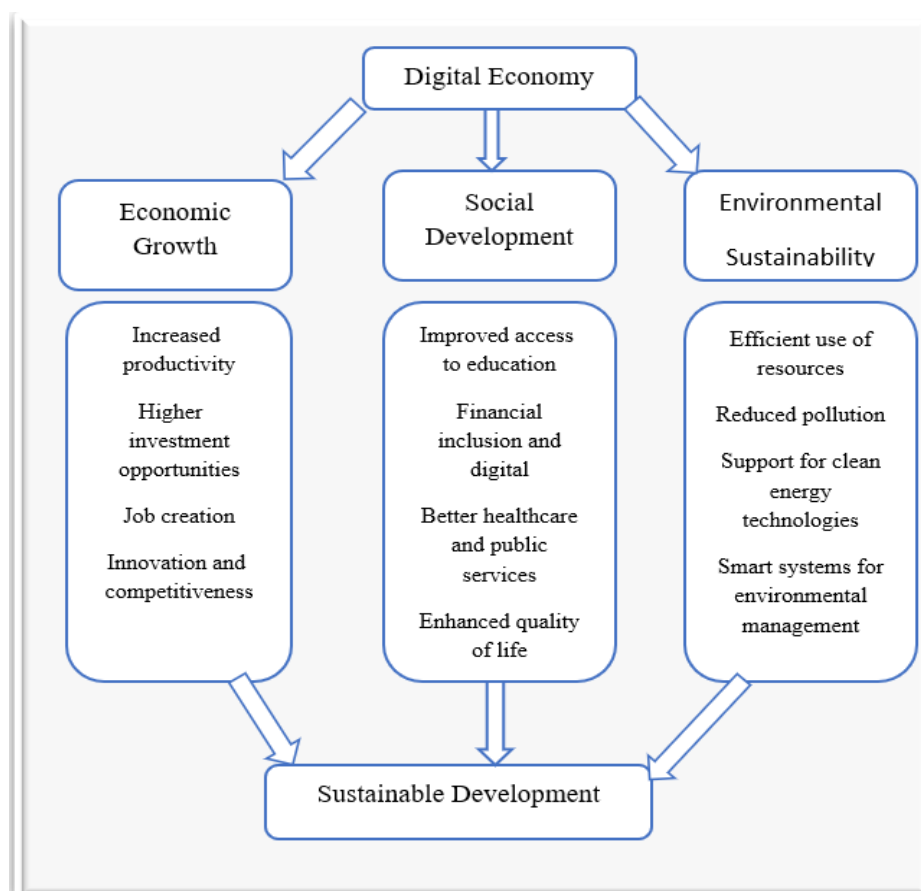 Digital Economy
Economic
Growth
Social
Development
Environmental
Sustainability
Increased
productivity
Higher
investment
opportunities
Job creation
Innovation and
competitiveness
Improved access
to education
Financial
inclusion and
digital
Better healthcare
and public
services
Enhanced quality
of life
Efficient use of
resources
Reduced pollution
Support for clean
energy
technologies
Smart systems for
environmental
management
Sustainable Development